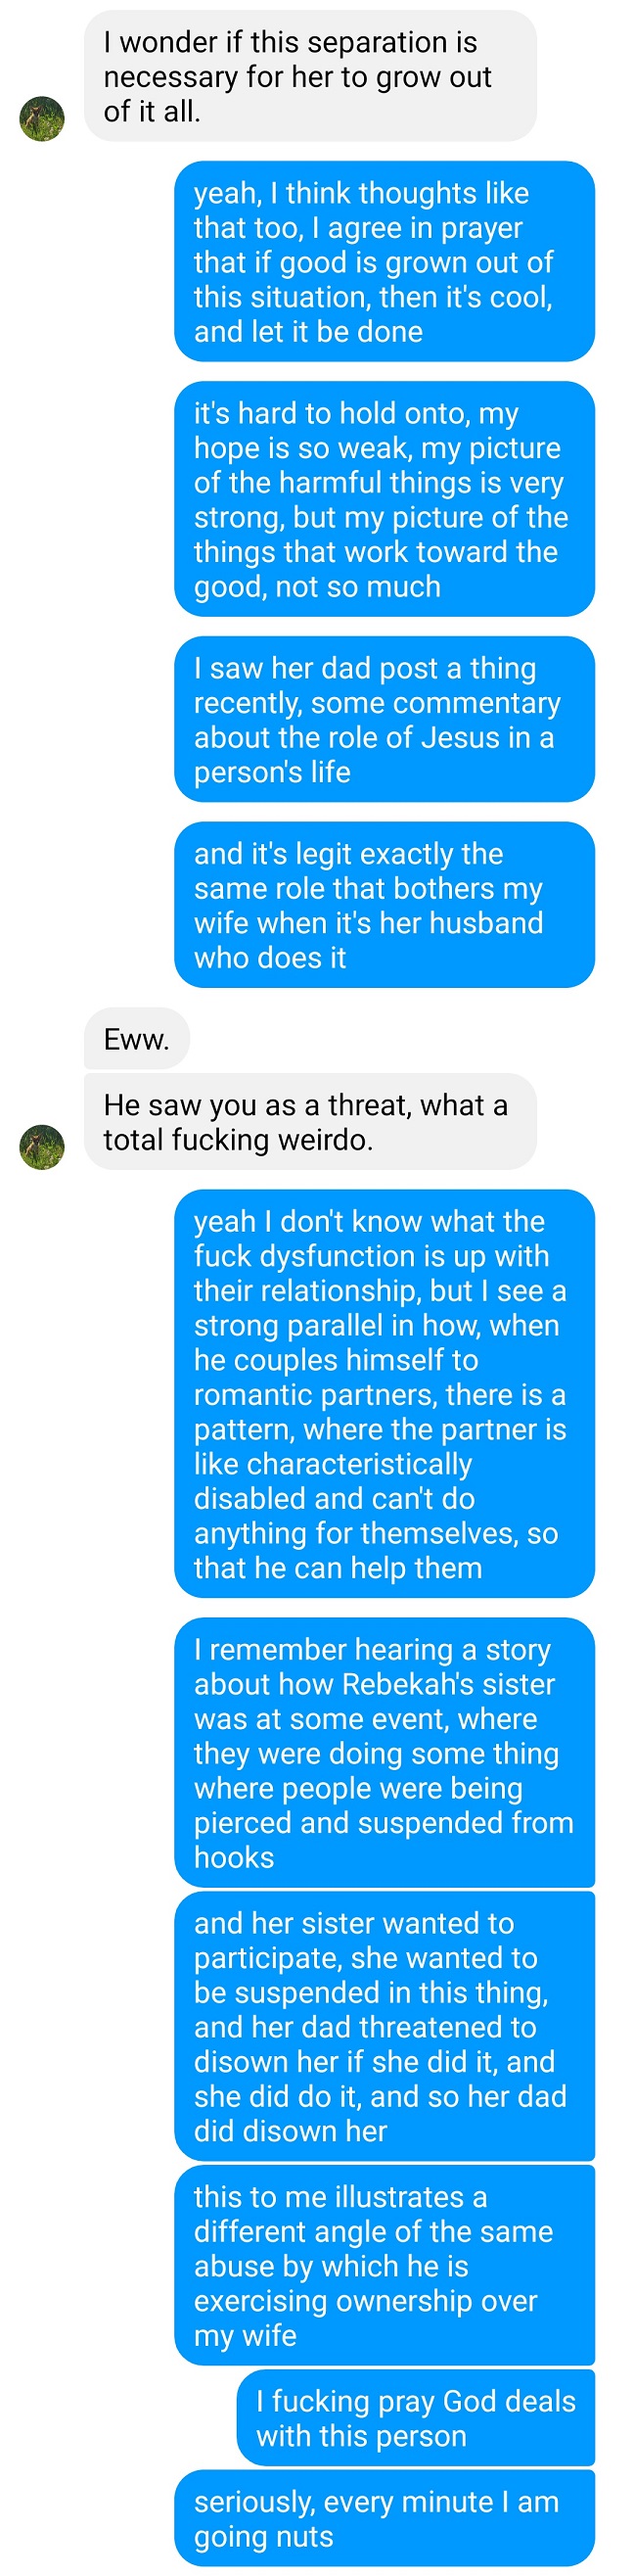 I wonder if this separation is
necessary for her to grow out
of it all.
yeah, I think thoughts like
that too, I agree in prayer
that if good is grown out of
this situation, then it's cool,
and let it be done
it's hard to hold onto, my
hope is so weak, my picture
of the harmful things is very
strong, but my picture of the
things that work toward the
good, not so much
I saw her dad post a thing
recently, some commentary
about the role of Jesus in a
person's life
and it's legit exactly the
same role that bothers my
wife when it's her husband
who does it
Eww.
He saw you as a threat, what a
total fucking weirdo.
yeah I don't know what the
fuck dysfunction is up with
their relationship, but I see a
strong parallel in how, when
he couples himself to
romantic partners, there is a
pattern, where the partner is
like characteristically
disabled and can't do
anything for themselves, so
that he can help them
I remember hearing a story
about how Rebekah's sister
was at some event, where
they were doing some thing
where people were being
pierced and suspended from
hooks
and her sister wanted to
participate, she wanted to
be suspended in this thing,
and her dad threatened to
disown her if she did it, and
she did do it, and so her dad
did disown her
this to me illustrates a
different angle of the same
abuse by which he is
exercising ownership over
my wife
I fucking pray God deals
with this person
seriously, every minute I am
going nuts